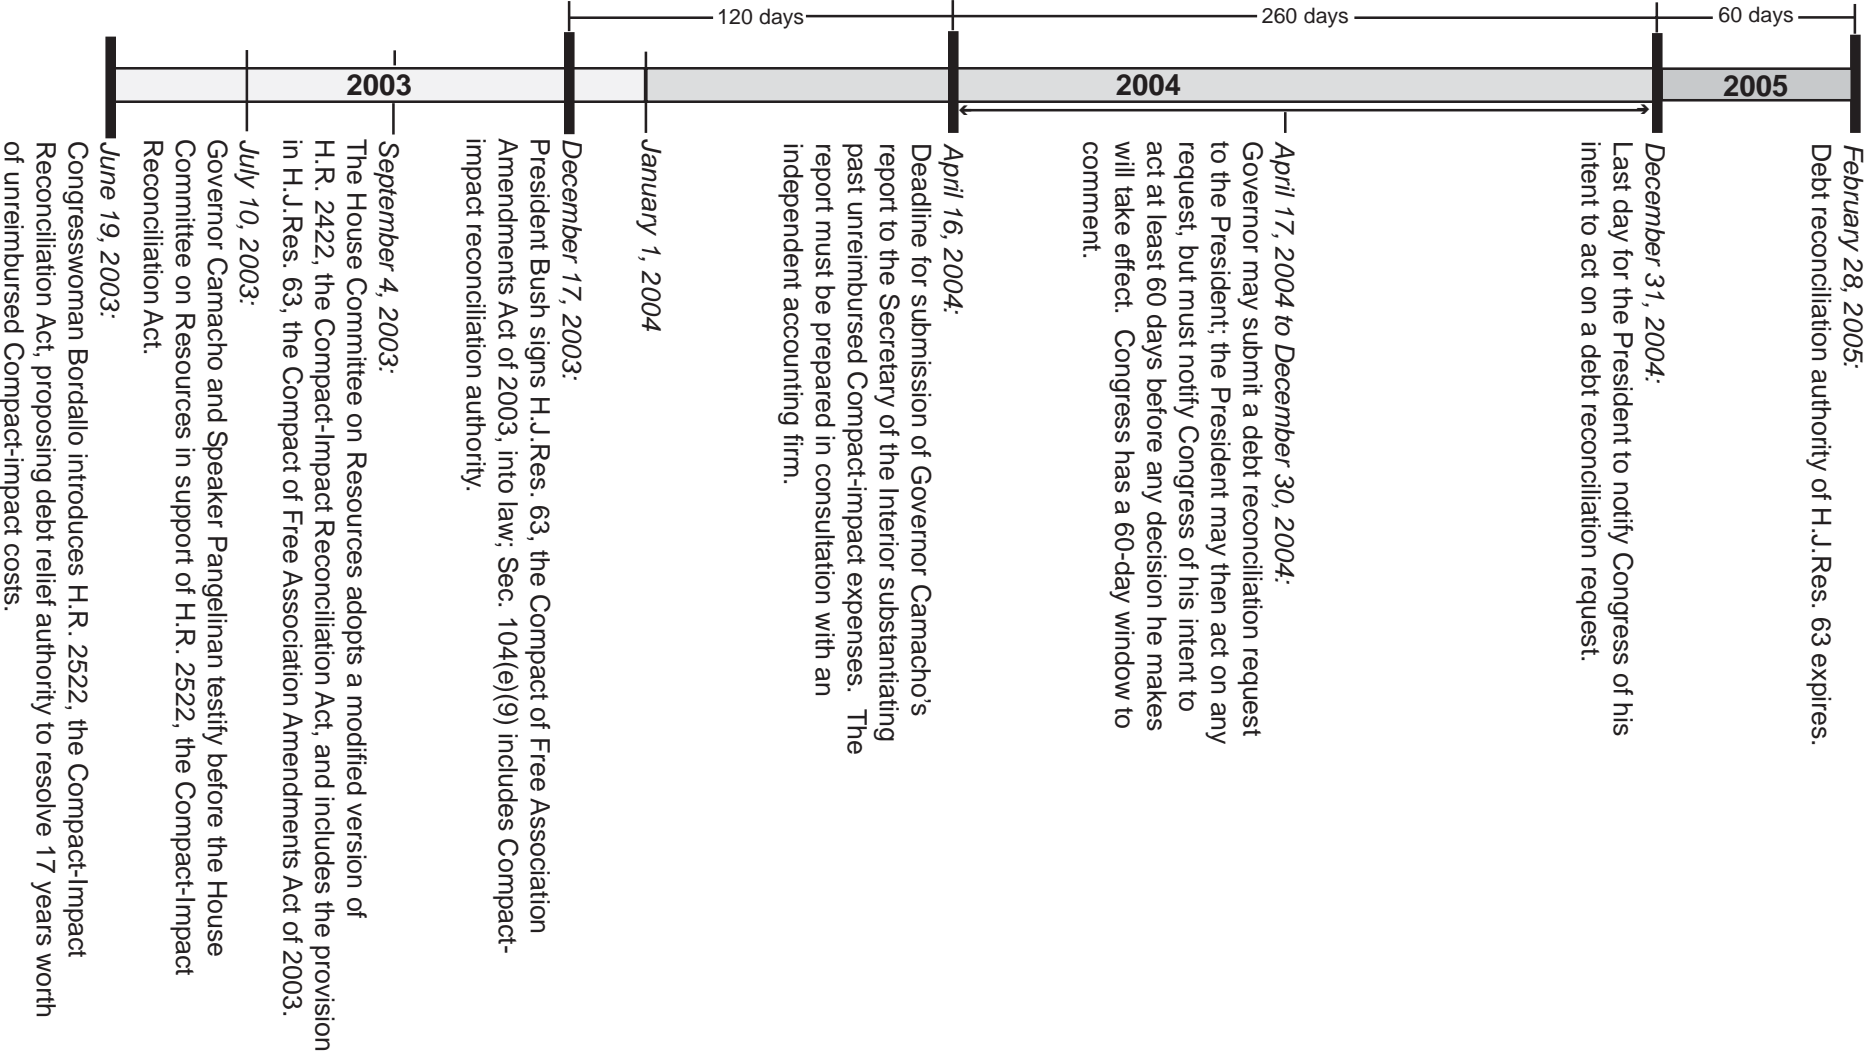 120 days
260 days
60 days
2003
2004
2005
June 19, 2003:
Congresswoman Bordallo introduces H.R. 2522, the Compact-Impact
Reconciliation Act, proposing debt relief authority to resolve 17 years worth
of unreimbursed Compact-impact costs.
July 10, 2003:
Governor Camacho and Speaker Pangelinan testify before the House
Committee on Resources in support of H.R. 2522, the Compact-Impact
Reconciliation Act.
September 4, 2003:
The House Committee on Resources adopts a modified version of
H.R. 2422, the Compact-Impact Reconciliation Act, and includes the provision
in H.J.Res. 63, the Compact of Free Association Amendments Act of 2003.
December 17, 2003:
President Bush signs H.J.Res. 63, the Compact of Free Association
Amendments Act of 2003, into law; Sec. 104(e)(9) includes Compact-
impact reconciliation authority.
January 1, 2004
April 16, 2004:
Deadline for submission of Governor Camacho's
report to the Secretary of the Interior substantiating
past unreimbursed Compact-impact expenses.  The
report must be prepared in consultation with an
independent accounting firm.
April 17, 2004 to December 30, 2004:
Governor may submit a debt reconciliation request
to the President; the President may then act on any
request, but must notify Congress of his intent to
act at least 60 days before any decision he makes
will take effect.  Congress has a 60-day window to
comment.
December 31, 2004:
Last day for the President to notify Congress of his
intent to act on a debt reconciliation request.
February 28, 2005:
Debt reconciliation authority of H.J.Res. 63 expires.